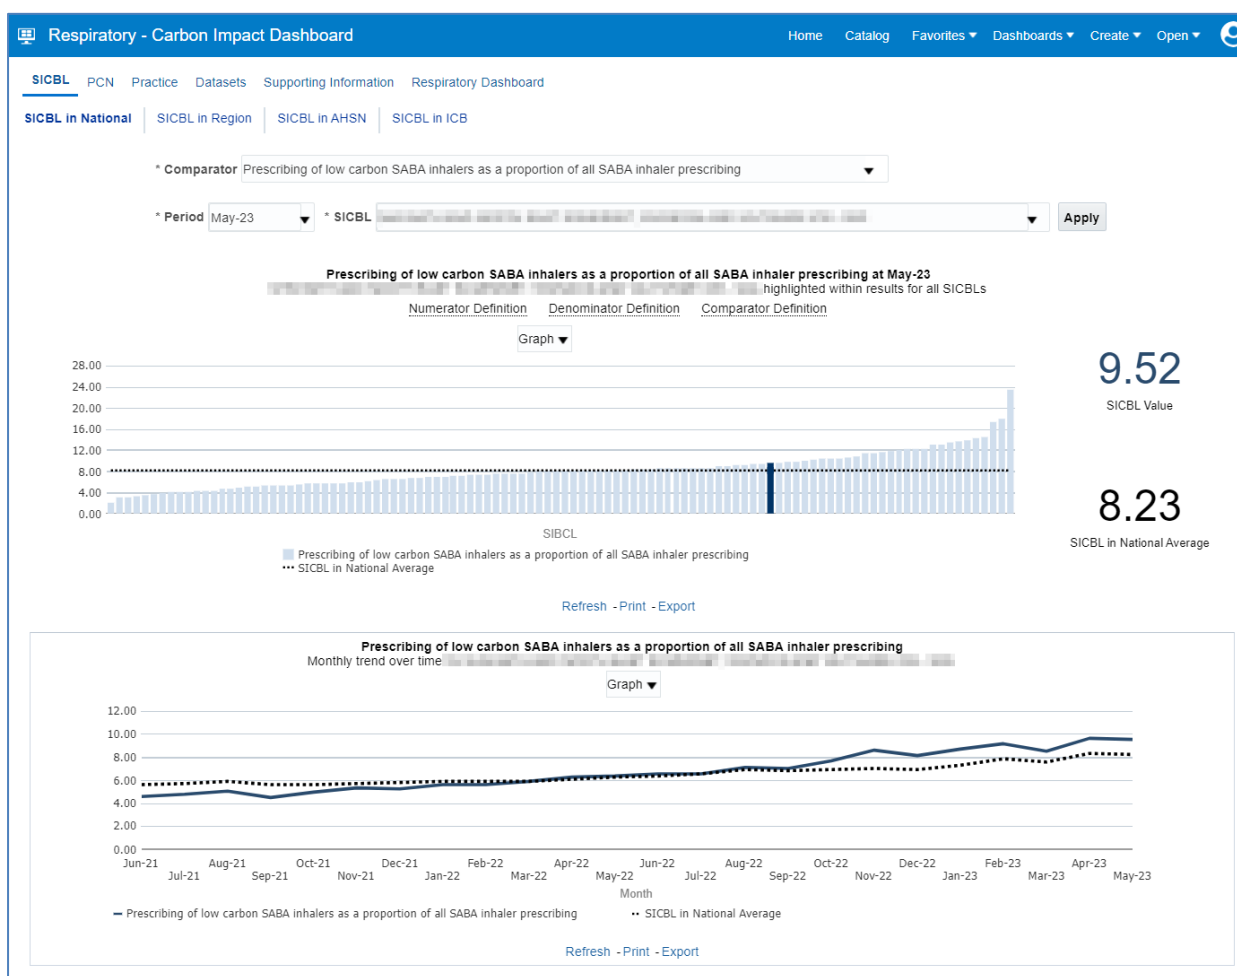 Respiratory - Carbon Impact Dashboard Home Catalog Favorites Dashboards Create Open
SICBL PCN Practice Datasets Supporting Information Respiratory Dashboard
SICBL in National SICBL in Region SICBL in AHSN SICBL in ICB
* Comparator Prescribing of low carbon SABA inhalers as a proportion of all SABA inhaler prescribing
* Period May-23 * SICBL Apply
Prescribing of low carbon SABA inhalers as a proportion of all SABA inhaler prescribing at May-23
highlighted within results for all SICBLs
Numerator Definition Denominator Definition Comparator Definition
Graph
28.00
24.00
20.00
16.00
12.00
8.00
4.00
0.00
SIBCL
Prescribing of low carbon SABA inhalers as a proportion of all SABA inhaler prescribing
SICBL in National Average
9.52
SICBL Value
8.23
SICBL in National Average
Refresh - Print - Export
Prescribing of low carbon SABA inhalers as a proportion of all SABA inhaler prescribing
Monthly trend over time
Graph
12.00
10.00
8.00
6.00
4.00
2.00
0.00
Jun-21 Aug-21 Oct-21 Dec-21 Feb-22 Apr-22 Jun-22 Aug-22 Oct-22 Dec-22 Feb-23 Apr-23
Jul-21 Sep-21 Nov-21 Jan-22 Mar-22 May-22 Jul-22 Sep-22 Nov-22 Jan-23 Mar-23 May-23
Month
Prescribing of low carbon SABA inhalers as a proportion of all SABA inhaler prescribing SICBL in National Average
Refresh - Print - Export